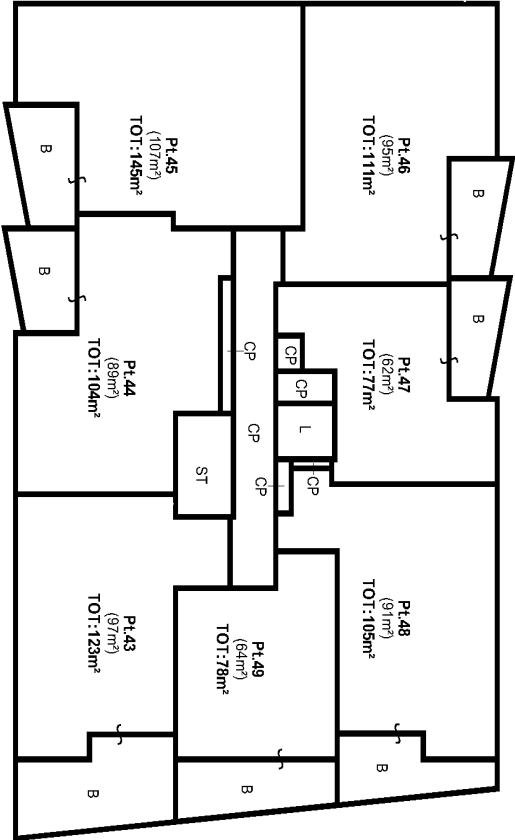 Pt.45
(107m²)
TOT:145m²
Pt.46
(95m²)
TOT:111m²
B
B
B
B
Pt.44
(89m²)
TOT:104m²
Pt.47
(62m²)
TOT:77m²
CP
CP
CP
CP
L
ST
CP
CP
Pt.43
(97m²)
TOT:123m²
Pt.49
(64m²)
TOT:78m²
Pt.48
(91m²)
TOT:105m²
B
B
B